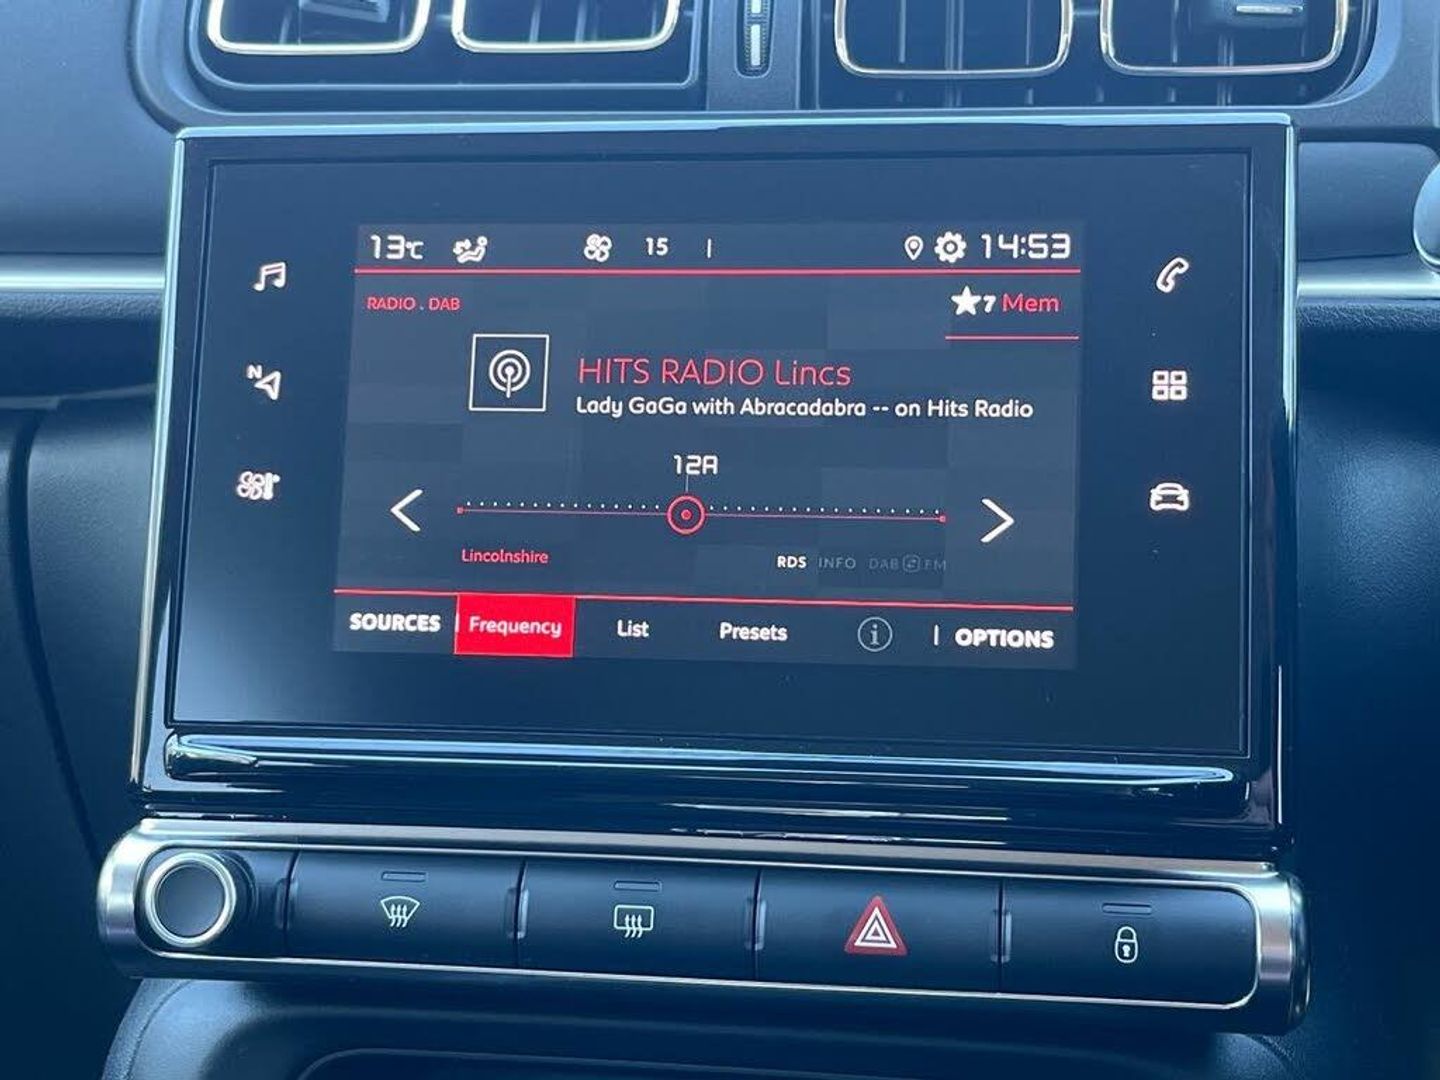 13°C 15 14:53
RADIO . DAB
7 Mem
HITS RADIO Lincs
Lady GaGa with Abracadabra -- on Hits Radio
12A
N
Lincolnshire
RDS INFO DAB FM
SOURCES Frequency List Presets i OPTIONS